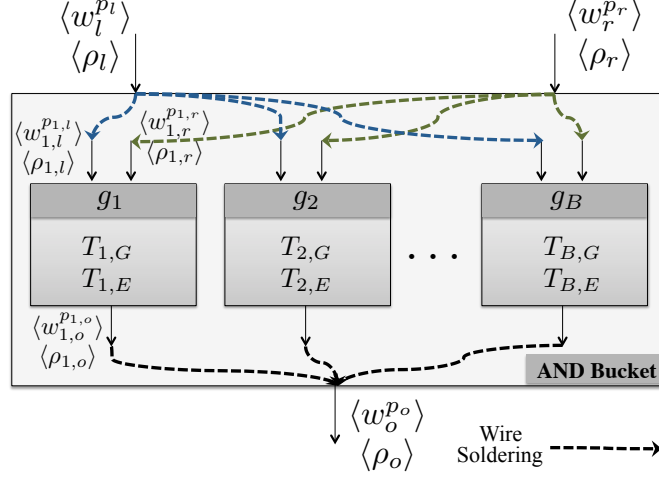 ⟨w_l^{p_l}⟩ ⟨w_r^{p_r}⟩
⟨ρ_l⟩ ⟨ρ_r⟩
⟨w_{1,l}^{p_{1,l}}⟩ ⟨w_{1,r}^{p_{1,r}}⟩
⟨ρ_{1,l}⟩ ⟨ρ_{1,r}⟩
g_1 g_2 g_B
T_{1,G} T_{2,G} . . . T_{B,G}
T_{1,E} T_{2,E} T_{B,E}
⟨w_{1,o}^{p_{1,o}}⟩
⟨ρ_{1,o}⟩
AND Bucket
⟨w_o^{p_o}⟩
⟨ρ_o⟩
Wire
Soldering